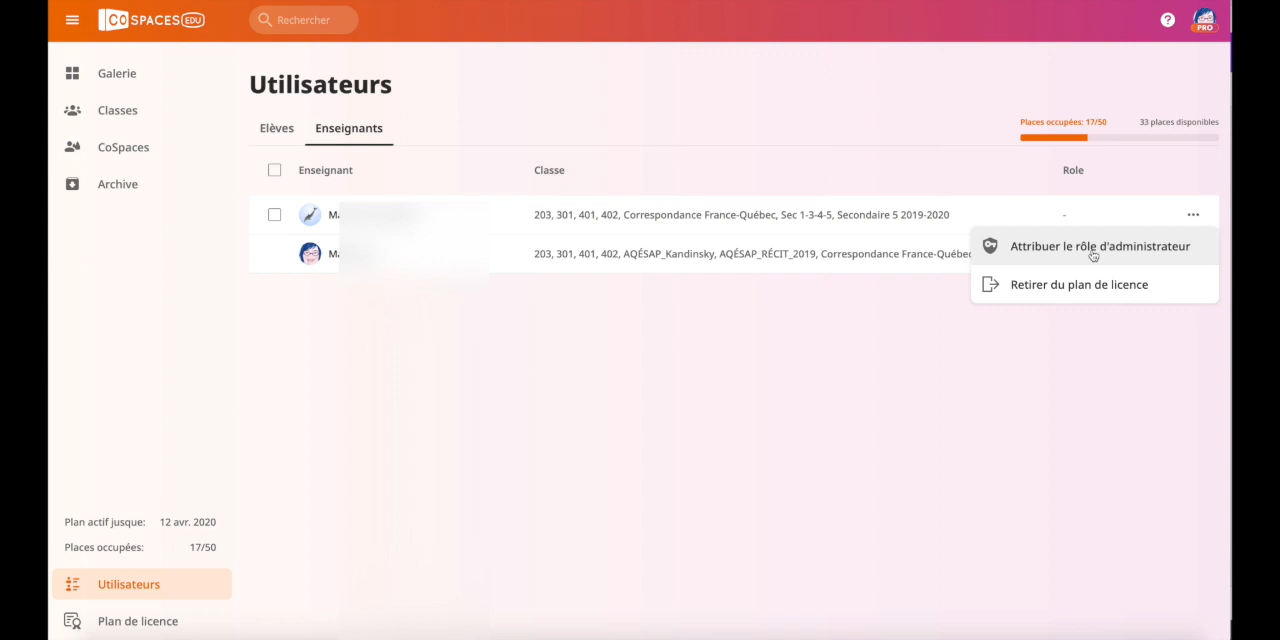 COSPACES EDU
Rechercher
?
PRO
Galerie
Classes
CoSpaces
Archive
Plan actif jusque: 12 avr. 2020
Places occupées: 17/50
Utilisateurs
Plan de licence
Utilisateurs
Elèves Enseignants
Places occupées: 17/50 33 places disponibles
Enseignant Classe Role
203, 301, 401, 402, Correspondance France-Québec, Sec 1-3-4-5, Secondaire 5 2019-2020 -
203, 301, 401, 402, AQÉSAP_Kandinsky, AQÉSAP_RÉCIT_2019, Correspondance France-Québec
Attribuer le rôle d'administrateur
Retirer du plan de licence